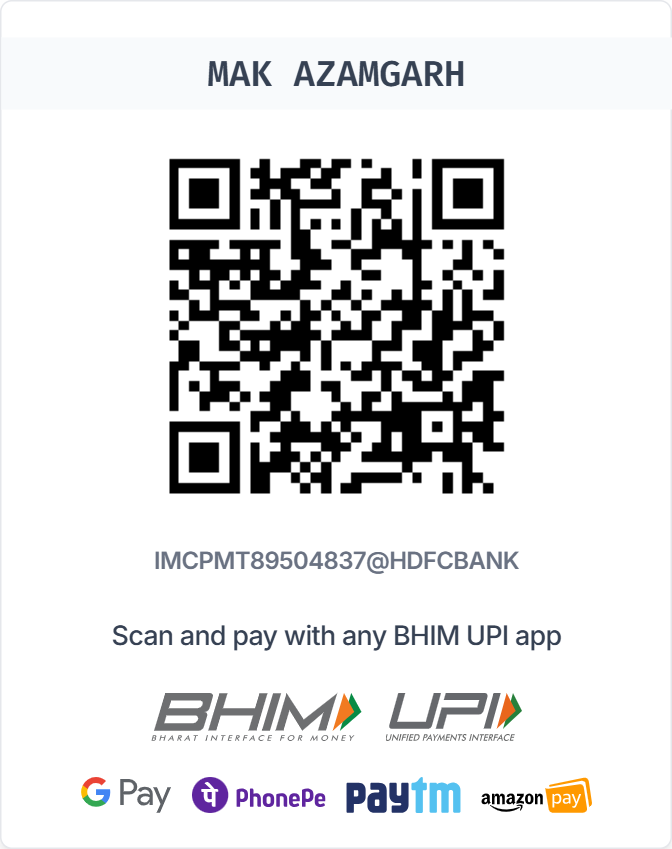 MAK AZAMGARH
IMCPMT89504837@HDFCBANK
Scan and pay with any BHIM UPI app
BHIM UPI
BHARAT INTERFACE FOR MONEY UNIFIED PAYMENTS INTERFACE
G Pay पे PhonePe paytm amazon pay